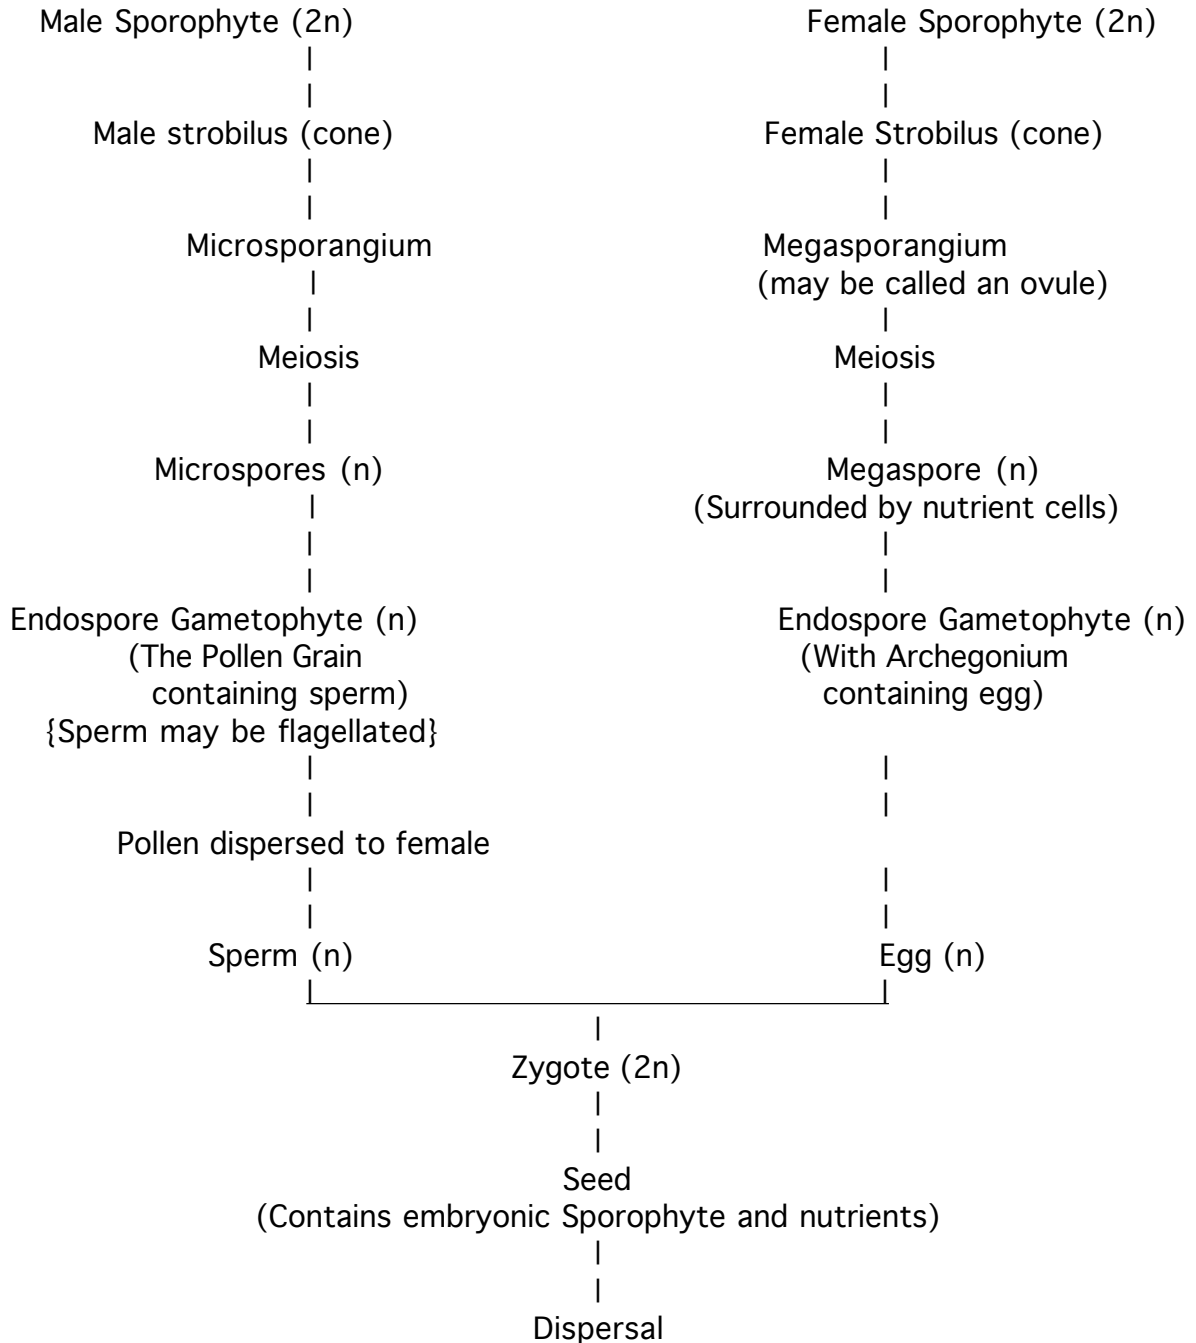 Male Sporophyte (2n)
Female Sporophyte (2n)
Male strobilus (cone)
Female Strobilus (cone)
Microsporangium
Megasporangium
(may be called an ovule)
Meiosis
Meiosis
Microspores (n)
Megaspore (n)
(Surrounded by nutrient cells)
Endospore Gametophyte (n)
(The Pollen Grain
containing sperm)
{Sperm may be flagellated}
Endospore Gametophyte (n)
(With Archegonium
containing egg)
Pollen dispersed to female
Sperm (n)
Egg (n)
Zygote (2n)
Seed
(Contains embryonic Sporophyte and nutrients)
Dispersal